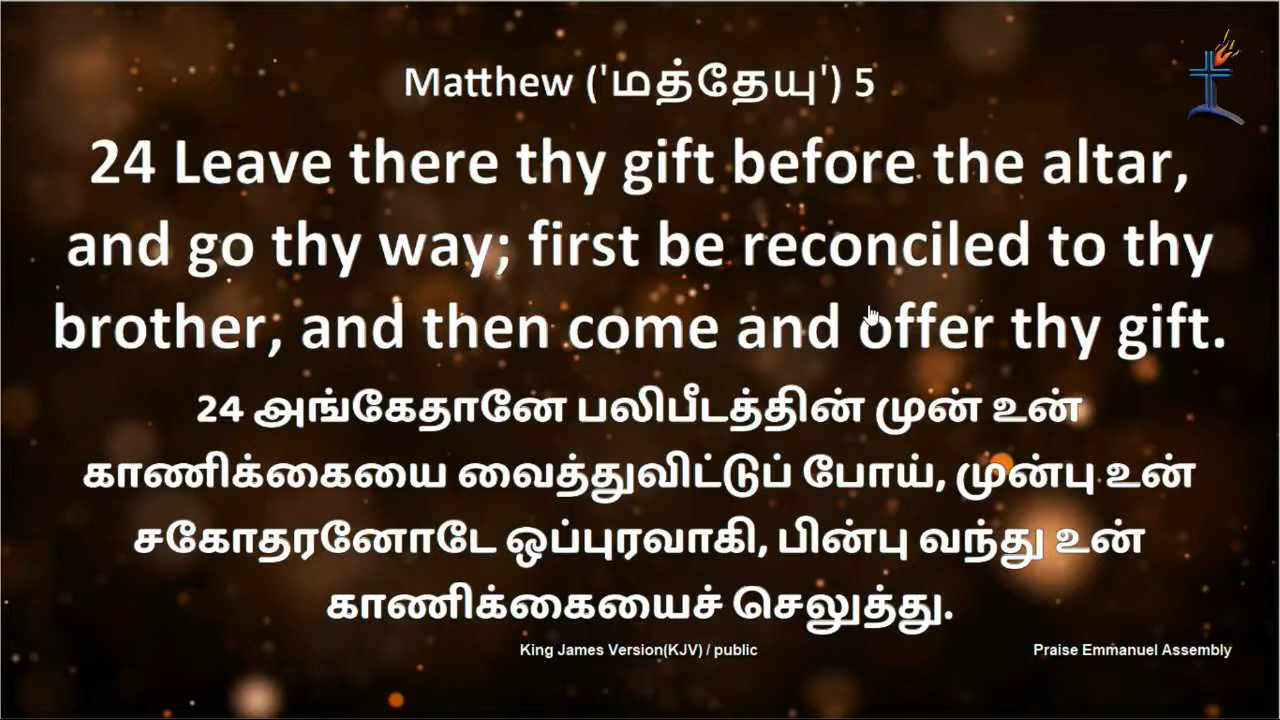 Matthew ('மத்தேயு') 5
24 Leave there thy gift before the altar,
and go thy way; first be reconciled to thy
brother, and then come and offer thy gift.
24 அங்கேதானே பலிபீடத்தின் முன் உன்
காணிக்கையை வைத்துவிட்டுப் போய், முன்பு உன்
சகோதரனோடே ஒப்புரவாகி, பின்பு வந்து உன்
காணிக்கையைச் செலுத்து.
King James Version(KJV) / public
Praise Emmanuel Assembly